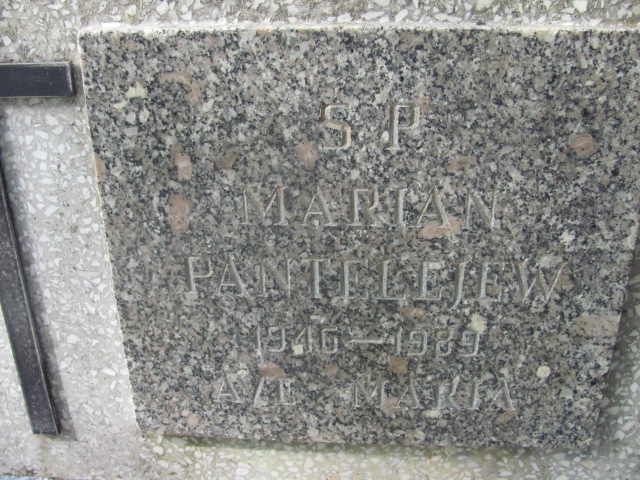 S P
MARIAN
PANTELEJEW
1946 — 1989
AVE MARIA